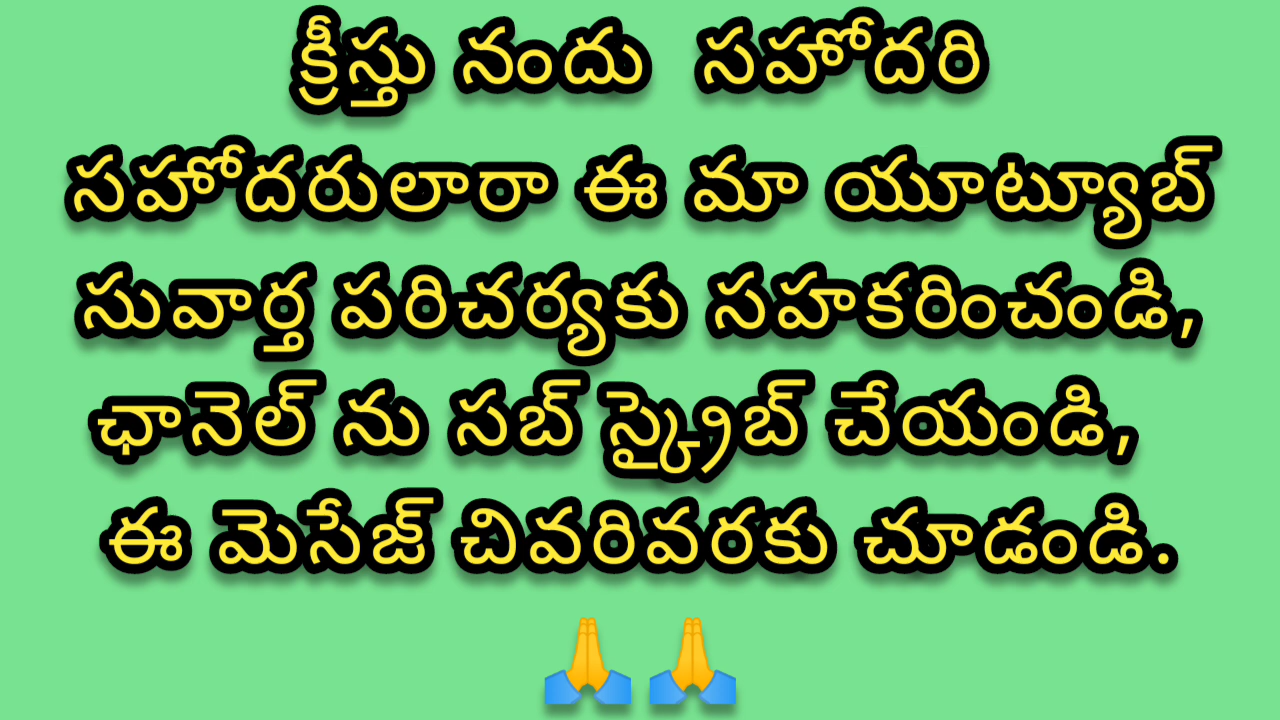 క్రీస్తు నందు సహోదరి
సహోదరులారా ఈ మా యూట్యూబ్
సువార్త పరిచర్యకు సహకరించండి,
ఛానెల్ ను సబ్ స్క్రైబ్ చేయండి,
ఈ మెసేజ్ చివరివరకు చూడండి.
🙏 🙏